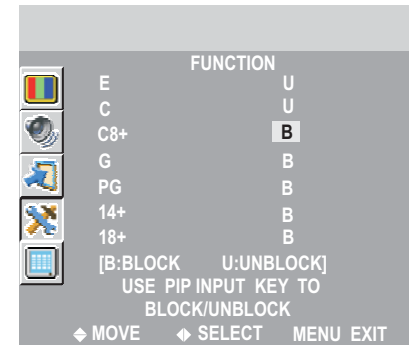 FUNCTION
E U
C U
C8+ B
G B
PG B
14+ B
18+ B
[B:BLOCK U:UNBLOCK]
USE PIP INPUT KEY TO
BLOCK/UNBLOCK
MOVE SELECT MENU EXIT